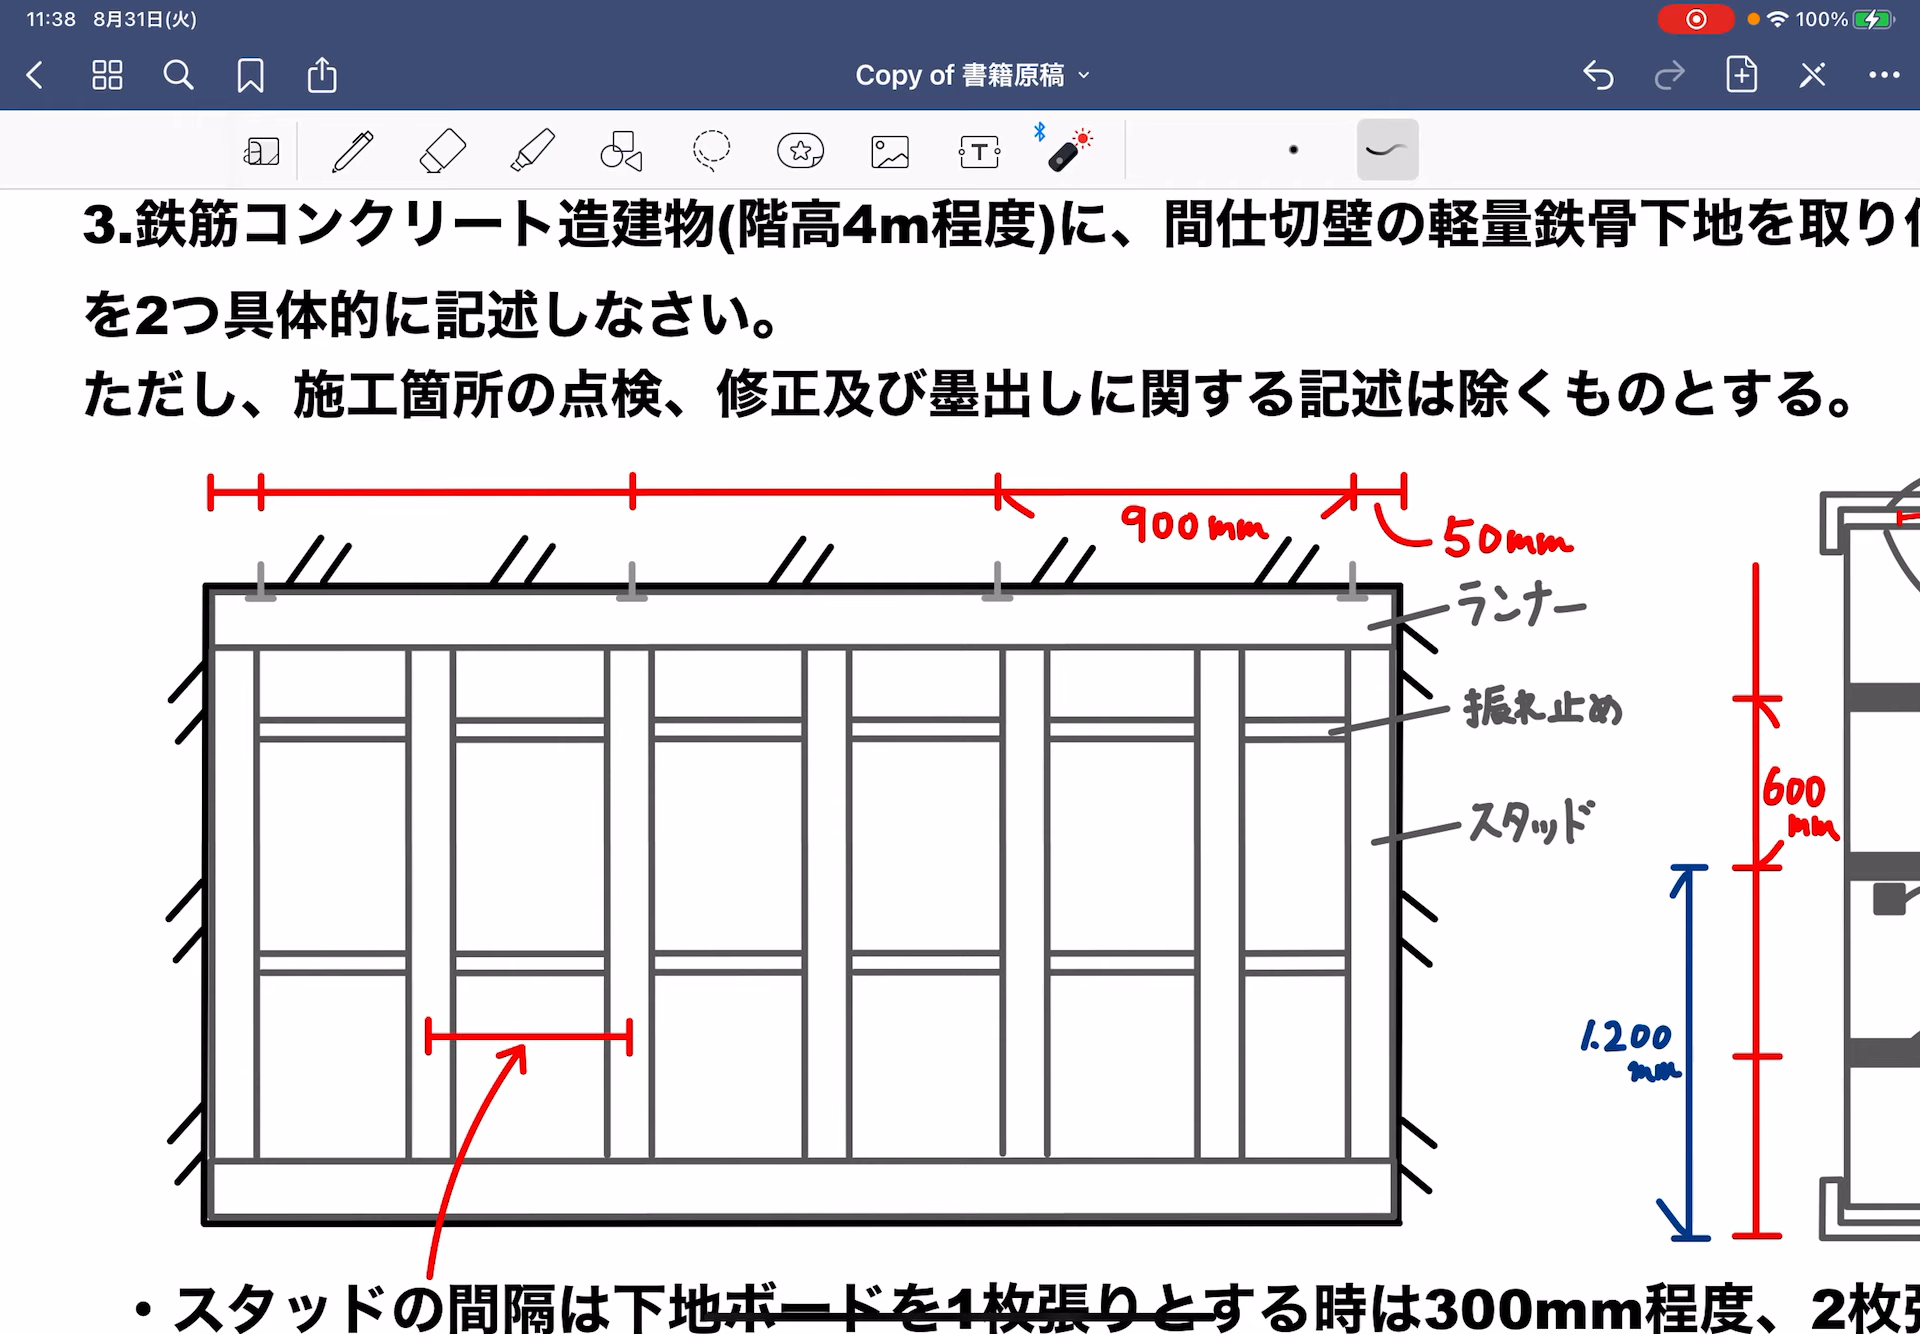 11:38 8月31日(火)
100%
Copy of 書籍原稿
3.鉄筋コンクリート造建物(階高4m程度)に、間仕切壁の軽量鉄骨下地を取り
を2つ具体的に記述しなさい。
ただし、施工箇所の点検、修正及び墨出しに関する記述は除くものとする。
900mm
50mm
ランナー
振れ止め
600
mm
スタッド
1.200
mm
・スタッドの間隔は下地ボードを1枚張りとする時は300mm程度、2枚